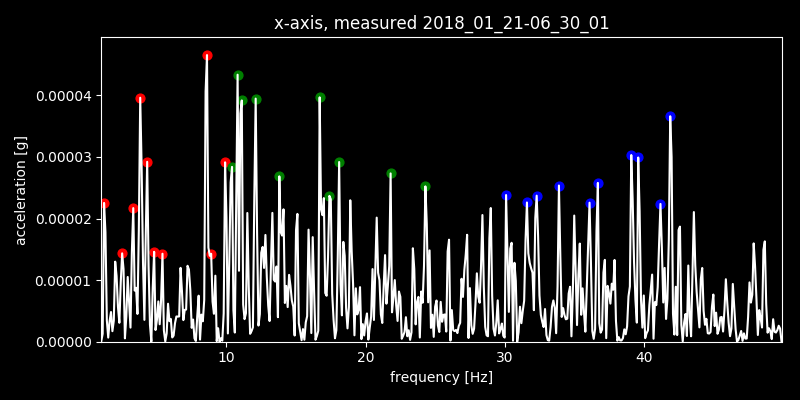 x-axis, measured 2018_01_21-06_30_01
acceleration [g]
0.00004
0.00003
0.00002
0.00001
0.00000
10 20 30 40
frequency [Hz]